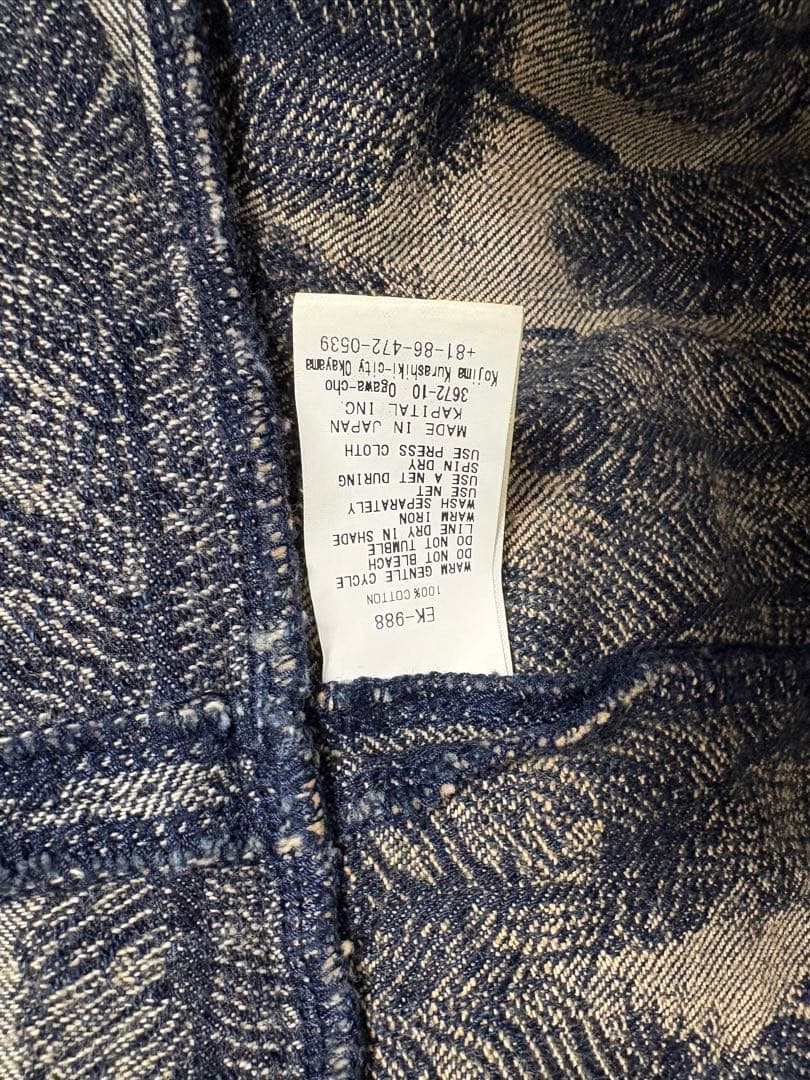 EK-988
100% COTTON
WARM GENTLE CYCLE
DO NOT BLEACH
DO NOT TUMBLE
LINE DRY IN SHADE
WARM IRON
WASH SEPARATELY
USE NET
USE A NET DURING
SPIN DRY
USE PRESS CLOTH
MADE IN JAPAN
KAPITAL INC.
3672-10 Ogawa-cho
Kojima Kurashiki-city Okayama
+81-86-472-0539